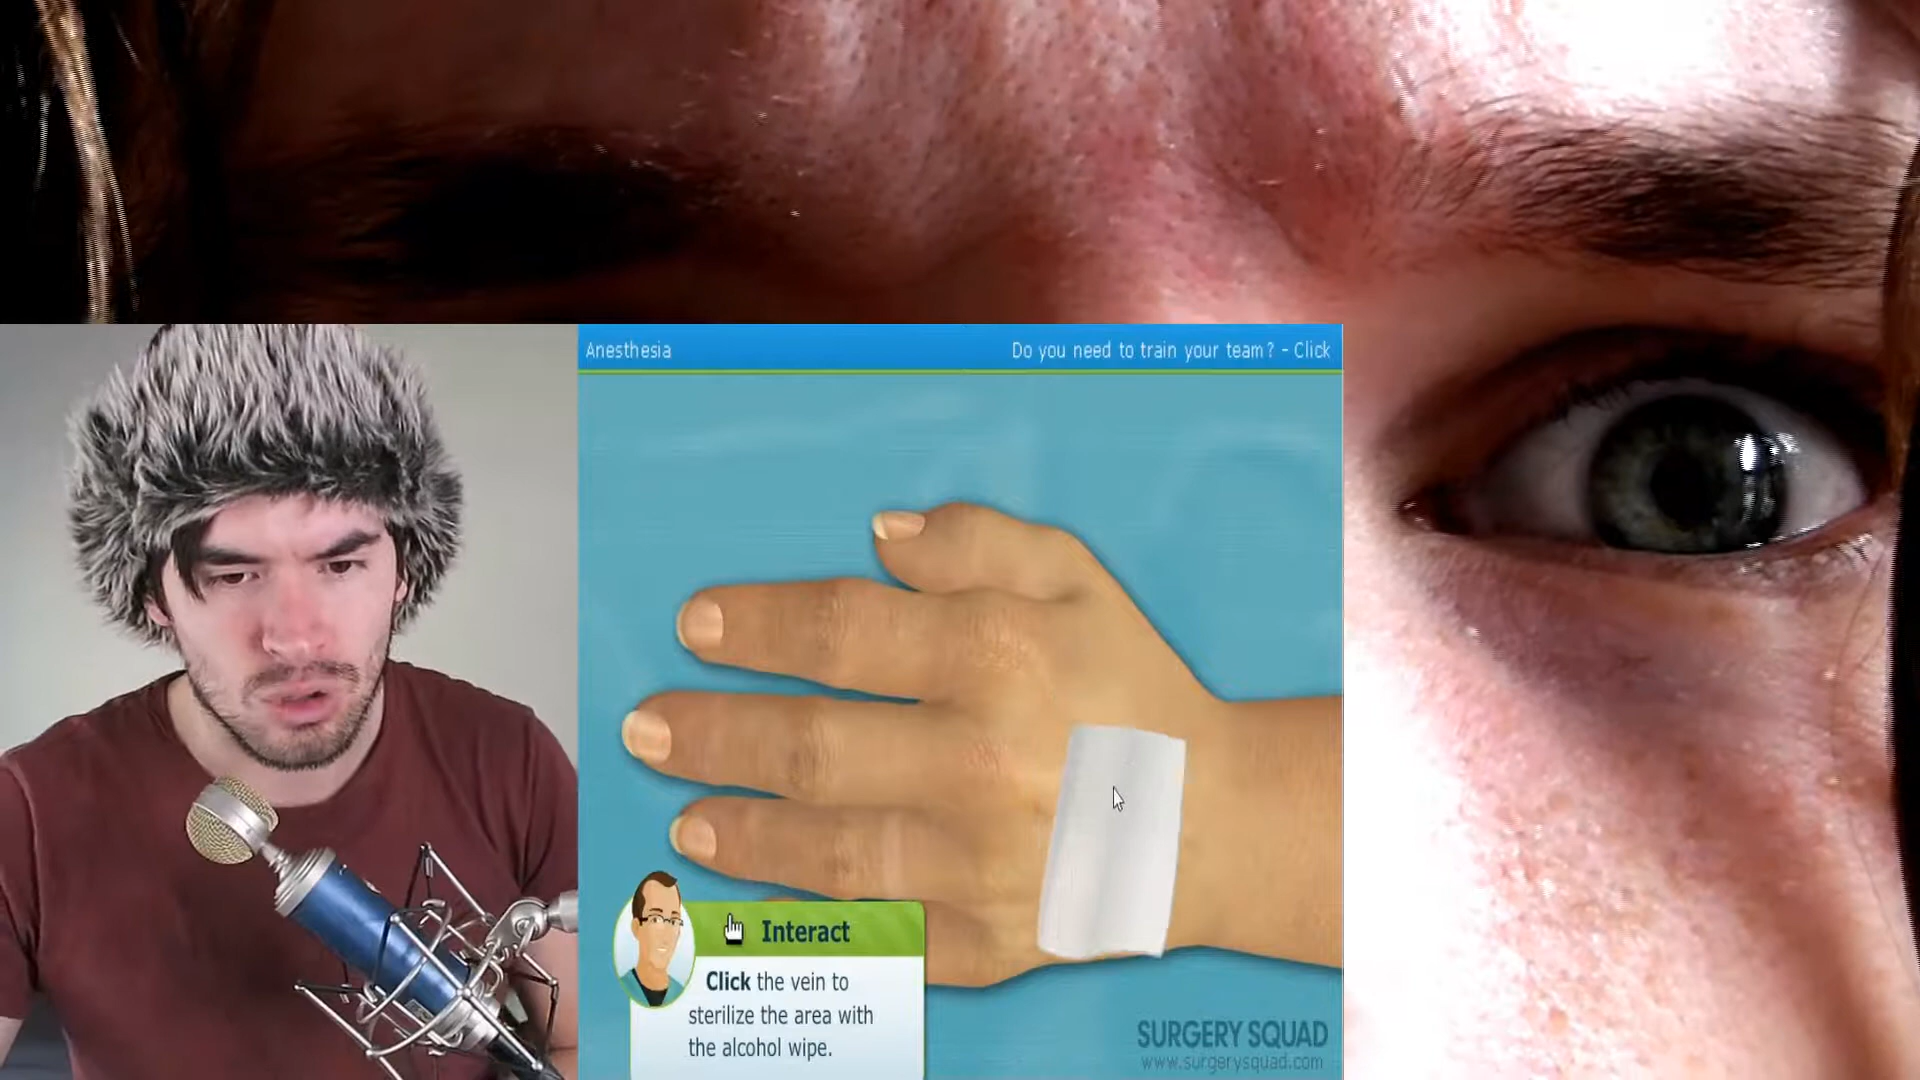 Anesthesia
Do you need to train your team? - Click
Interact
Click the vein to
sterilize the area with
the alcohol wipe.
SURGERY SQUAD
www.surgerysquad.com